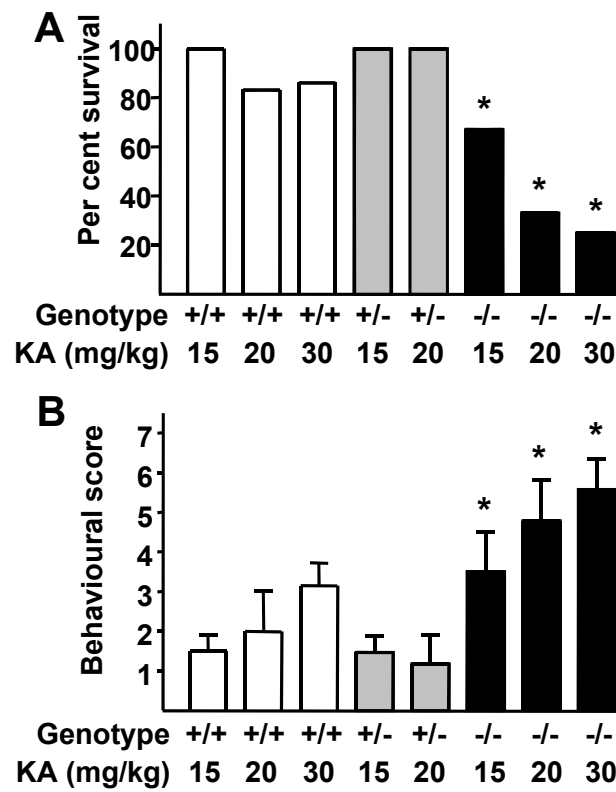 A
Per cent survival
100
80
60
40
20
*
*
*
Genotype +/+ +/+ +/+ +/- +/- -/- -/- -/-
KA (mg/kg) 15 20 30 15 20 15 20 30
B
Behavioural score
7
6
5
4
3
2
1
*
*
*
Genotype +/+ +/+ +/+ +/- +/- -/- -/- -/-
KA (mg/kg) 15 20 30 15 20 15 20 30